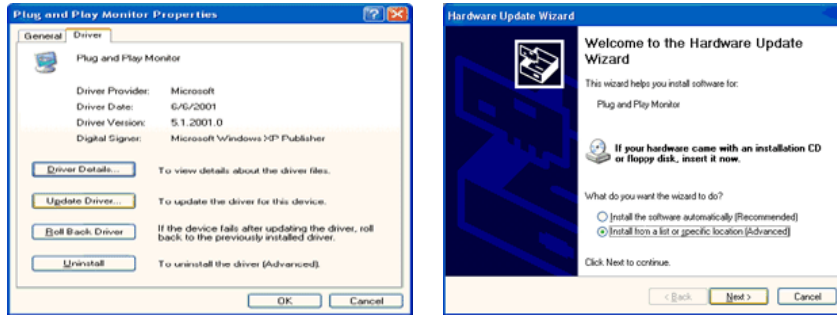 Plug and Play Monitor Properties
General
Driver
Plug and Play Monitor
Driver Provider: Microsoft
Driver Date: 6/6/2001
Driver Version: 5.1.2001.0
Digital Signer: Microsoft Windows XP Publisher
Driver Details...
To view details about the driver files.
Update Driver...
To update the driver for this device.
Roll Back Driver
If the device fails after updating the driver, roll
back to the previously installed driver.
Uninstall
To uninstall the driver (Advanced).
OK
Cancel
Hardware Update Wizard
Welcome to the Hardware Update
Wizard
This wizard helps you install software for:
Plug and Play Monitor
If your hardware came with an installation CD
or floppy disk, insert it now.
What do you want the wizard to do?
Install the software automatically (Recommended)
Install from a list or specific location (Advanced)
Click Next to continue.
< Back
Next >
Cancel